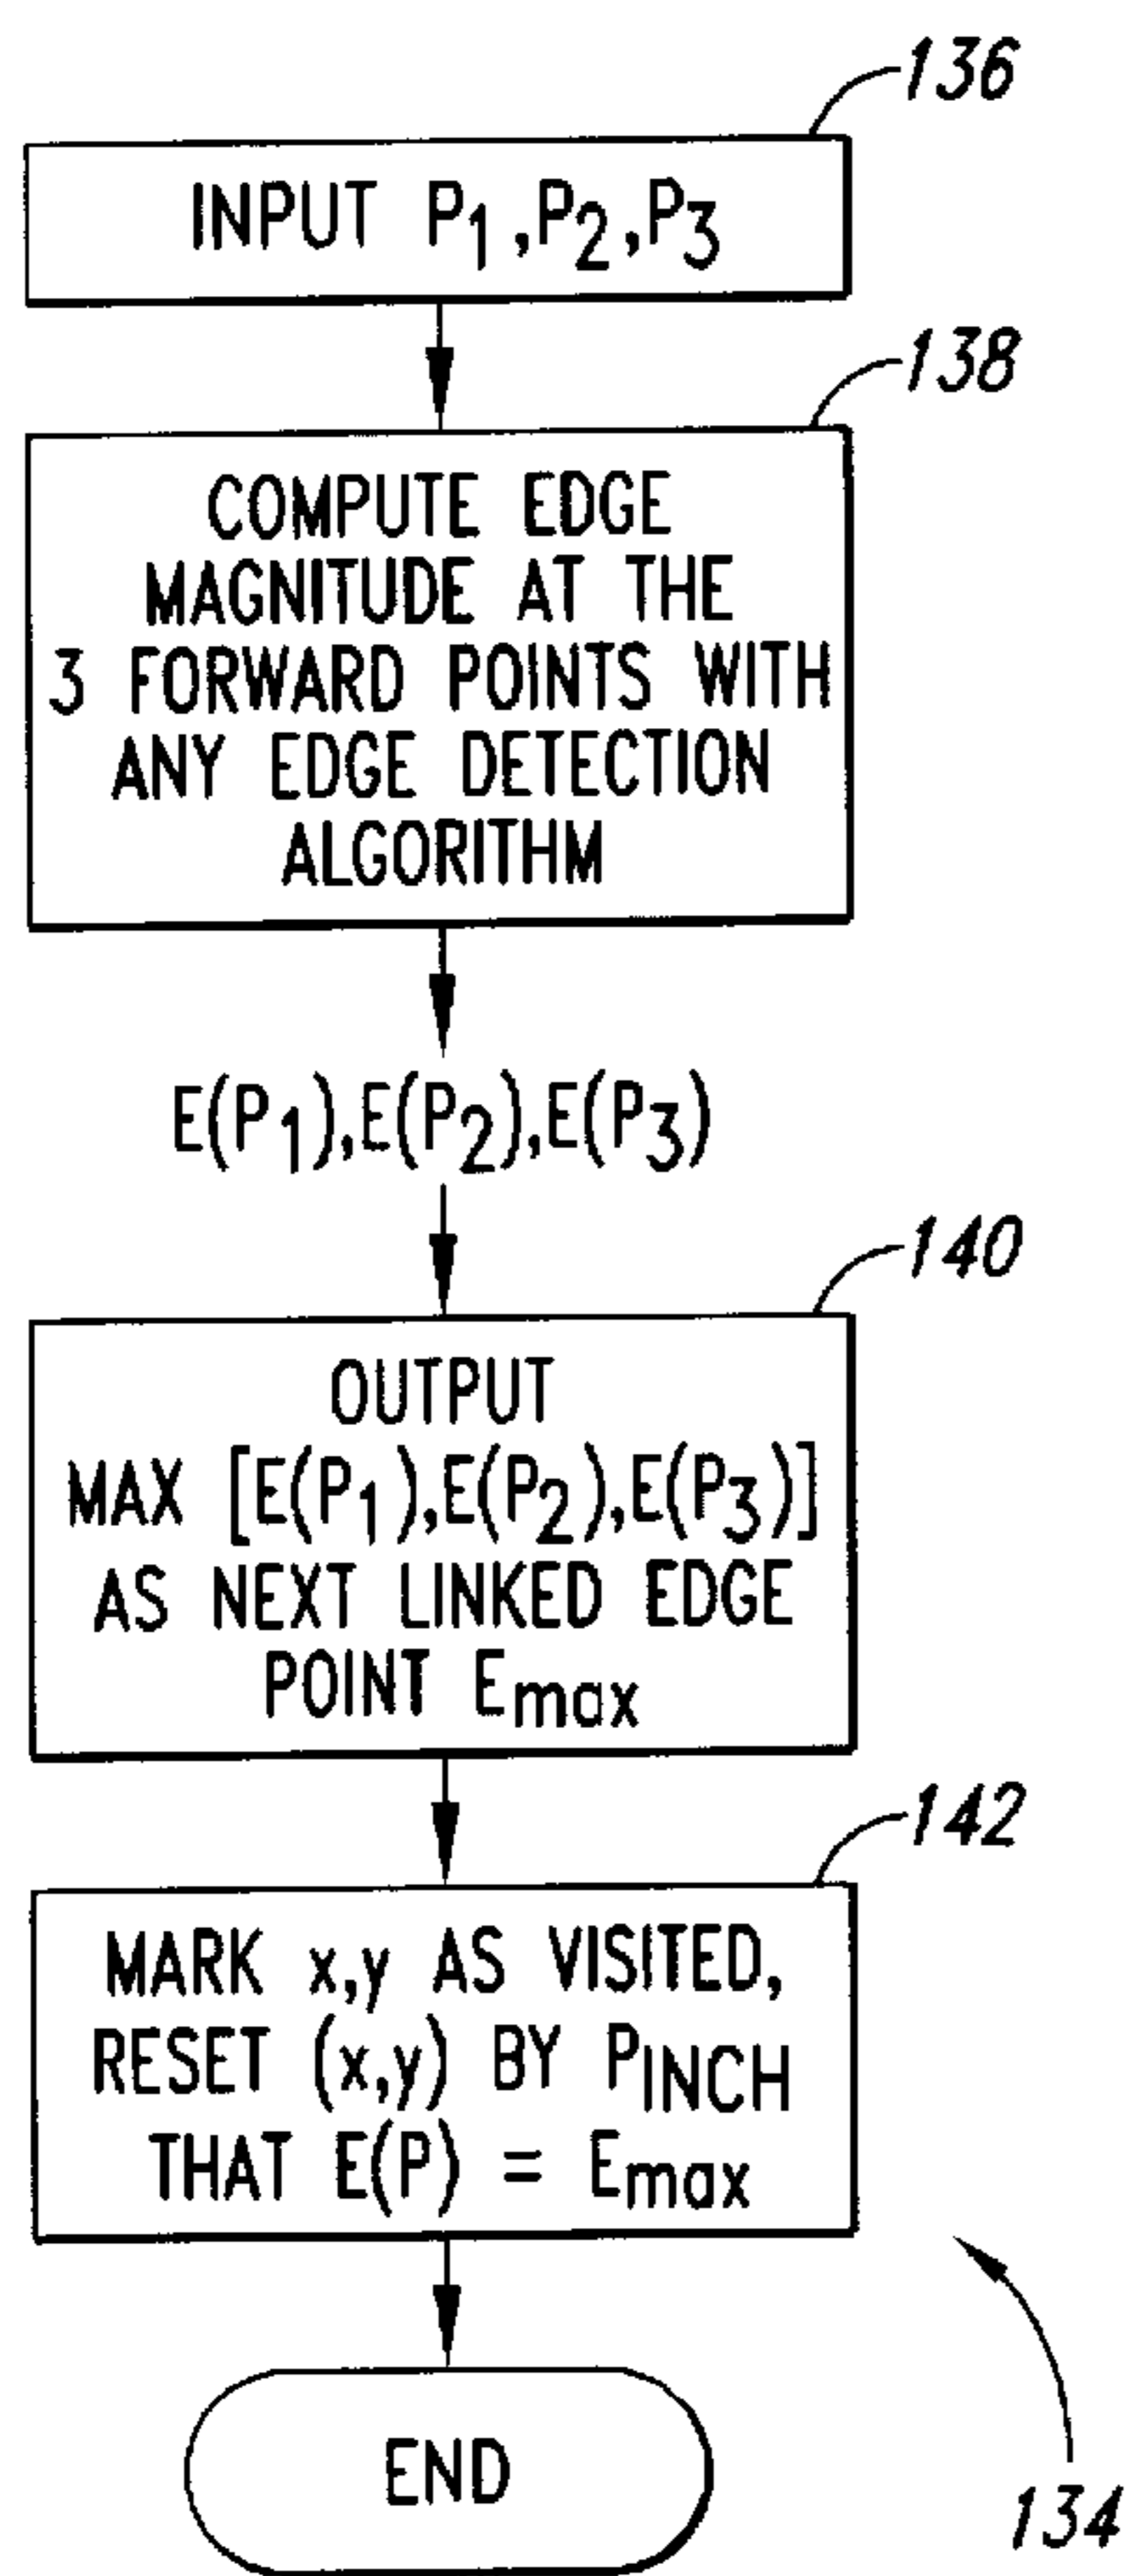 136
INPUT P1,P2,P3
138
COMPUTE EDGE
MAGNITUDE AT THE
3 FORWARD POINTS WITH
ANY EDGE DETECTION
ALGORITHM
E(P1),E(P2),E(P3)
140
OUTPUT
MAX [E(P1),E(P2),E(P3)]
AS NEXT LINKED EDGE
POINT Emax
142
MARK x,y AS VISITED,
RESET (x,y) BY PINCH
THAT E(P) = Emax
END
134